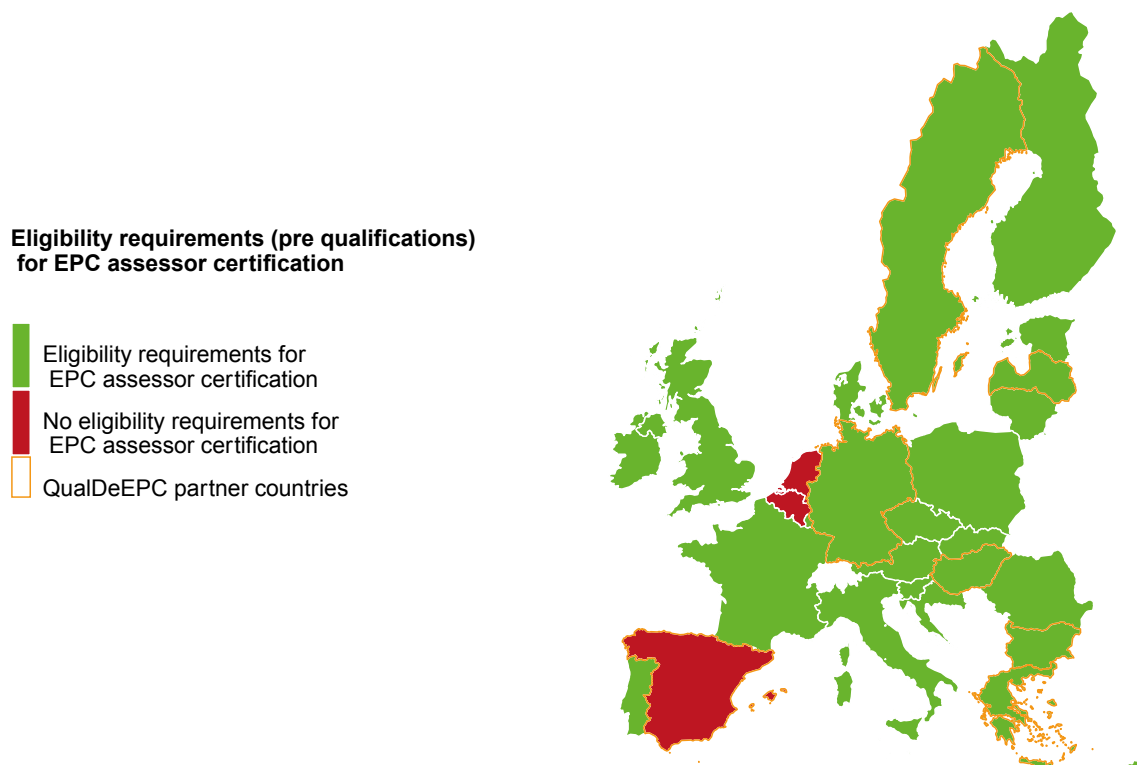 Eligibility requirements (pre qualifications)
for EPC assessor certification
Eligibility requirements for
EPC assessor certification
No eligibility requirements for
EPC assessor certification
QualDeEPC partner countries